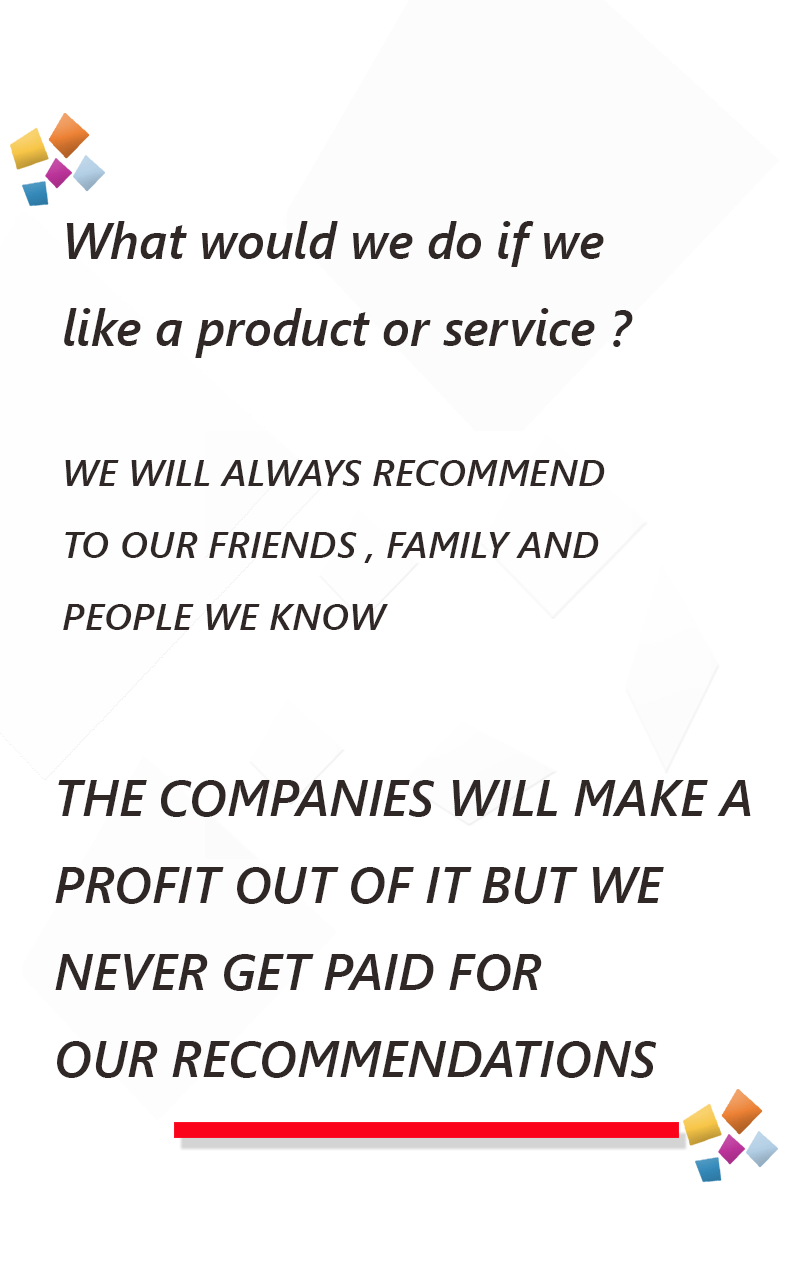 What would we do if we
like a product or service ?
WE WILL ALWAYS RECOMMEND
TO OUR FRIENDS , FAMILY AND
PEOPLE WE KNOW
THE COMPANIES WILL MAKE A
PROFIT OUT OF IT BUT WE
NEVER GET PAID FOR
OUR RECOMMENDATIONS